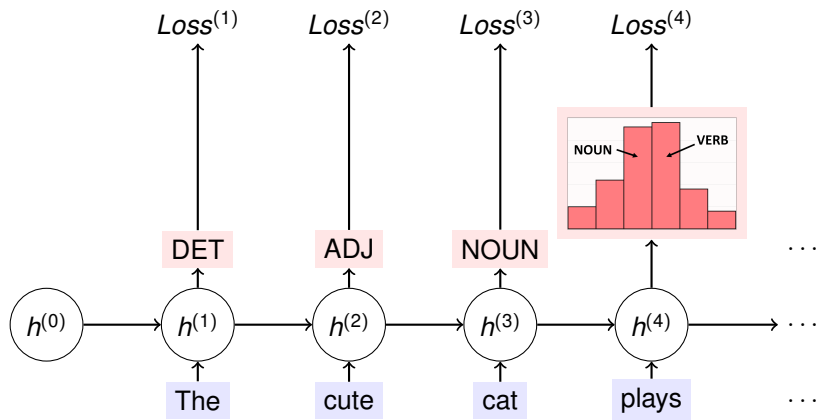 Loss(1) Loss(2) Loss(3) Loss(4)
NOUN VERB
DET ADJ NOUN ...
h(0) h(1) h(2) h(3) h(4) ...
The cute cat plays ...